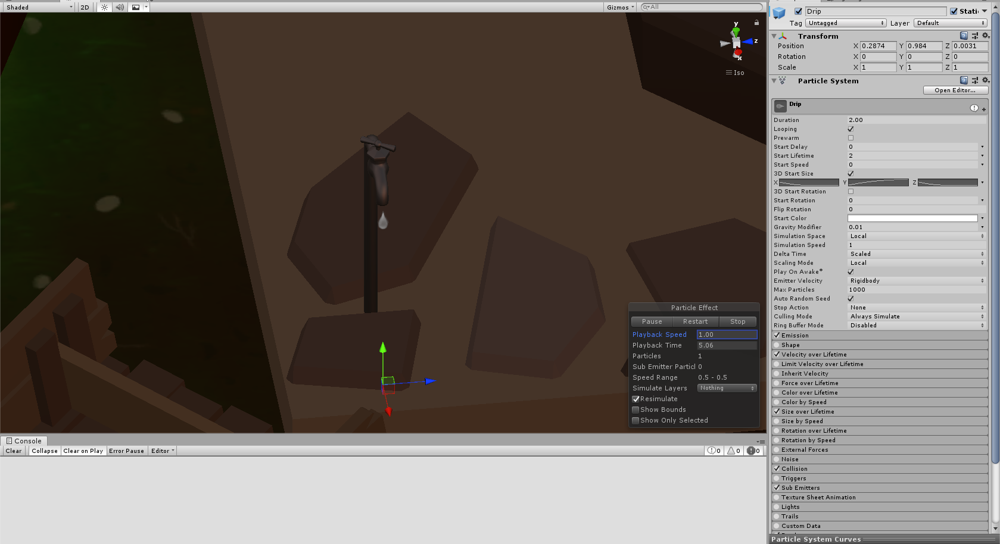 Shaded
2D
Gizmos
All
y
z
x
Iso
Particle Effect
Pause Restart Stop
Playback Speed 1.00
Playback Time 5.06
Particles 1
Sub Emitter Particl 0
Speed Range 0.5 - 0.5
Simulate Layers Nothing
Resimulate
Show Bounds
Show Only Selected
Console
Clear Collapse Clear on Play Error Pause Editor 0 0 0
Drip Stati
Tag Untagged Layer Default
Transform
Position X 0.2874 Y 0.984 Z 0.0031
Rotation X 0 Y 0 Z 0
Scale X 1 Y 1 Z 1
Particle System
Open Editor...
Drip
Duration 2.00
Looping
Prewarm
Start Delay 0
Start Lifetime 2
Start Speed 0
3D Start Size
X Y Z
3D Start Rotation
Start Rotation 0
Flip Rotation 0
Start Color
Gravity Modifier 0.01
Simulation Space Local
Simulation Speed 1
Delta Time Scaled
Scaling Mode Local
Play On Awake*
Emitter Velocity Rigidbody
Max Particles 1000
Auto Random Seed
Stop Action None
Culling Mode Always Simulate
Ring Buffer Mode Disabled
Emission
Shape
Velocity over Lifetime
Limit Velocity over Lifetime
Inherit Velocity
Force over Lifetime
Color over Lifetime
Color by Speed
Size over Lifetime
Size by Speed
Rotation over Lifetime
Rotation by Speed
External Forces
Noise
Collision
Triggers
Sub Emitters
Texture Sheet Animation
Lights
Trails
Custom Data
Particle System Curves